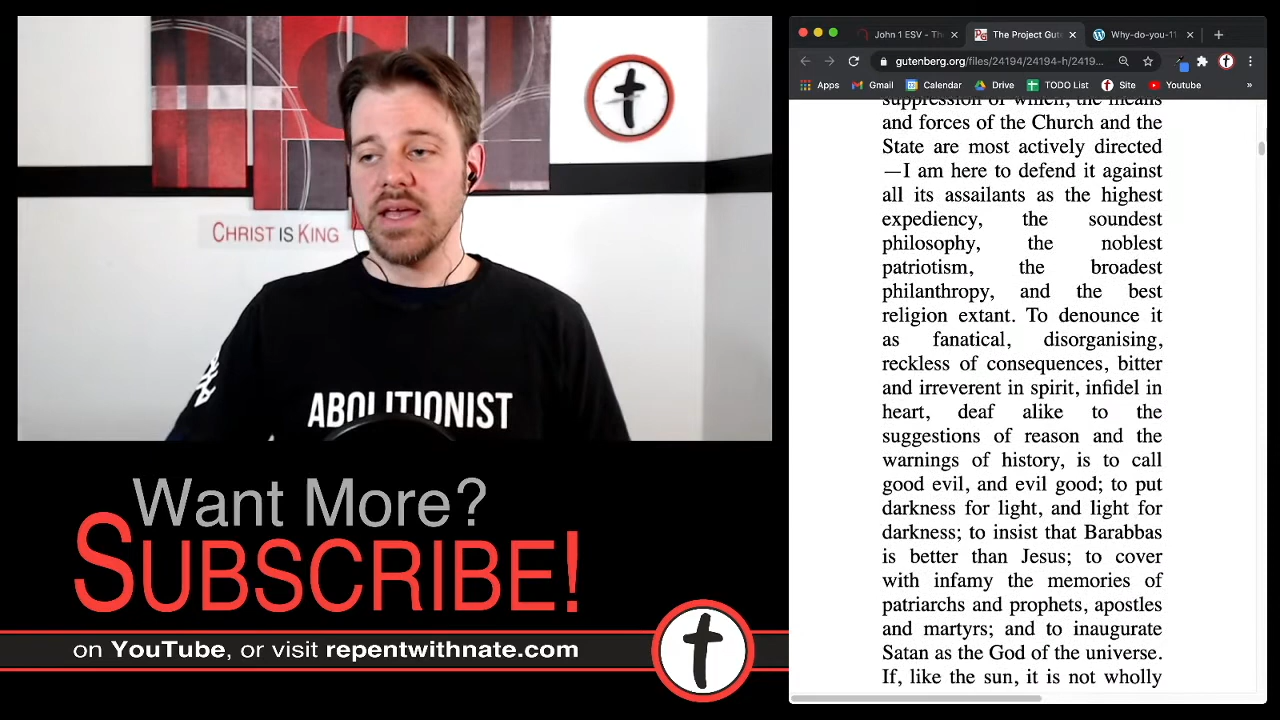 CHRIST IS KING
ABOLITIONIST
Want More?
SUBSCRIBE!
on YouTube, or visit repentwithnate.com
John 1 ESV - Th
The Project Gut
Why-do-you-1
gutenberg.org/files/24194/24194-h/2419...
Apps
Gmail
Calendar
Drive
TODO List
Site
Youtube
»
suppression of which, the means
and forces of the Church and the
State are most actively directed
—I am here to defend it against
all its assailants as the highest
expediency, the soundest
philosophy, the noblest
patriotism, the broadest
philanthropy, and the best
religion extant. To denounce it
as fanatical, disorganising,
reckless of consequences, bitter
and irreverent in spirit, infidel in
heart, deaf alike to the
suggestions of reason and the
warnings of history, is to call
good evil, and evil good; to put
darkness for light, and light for
darkness; to insist that Barabbas
is better than Jesus; to cover
with infamy the memories of
patriarchs and prophets, apostles
and martyrs; and to inaugurate
Satan as the God of the universe.
If, like the sun, it is not wholly